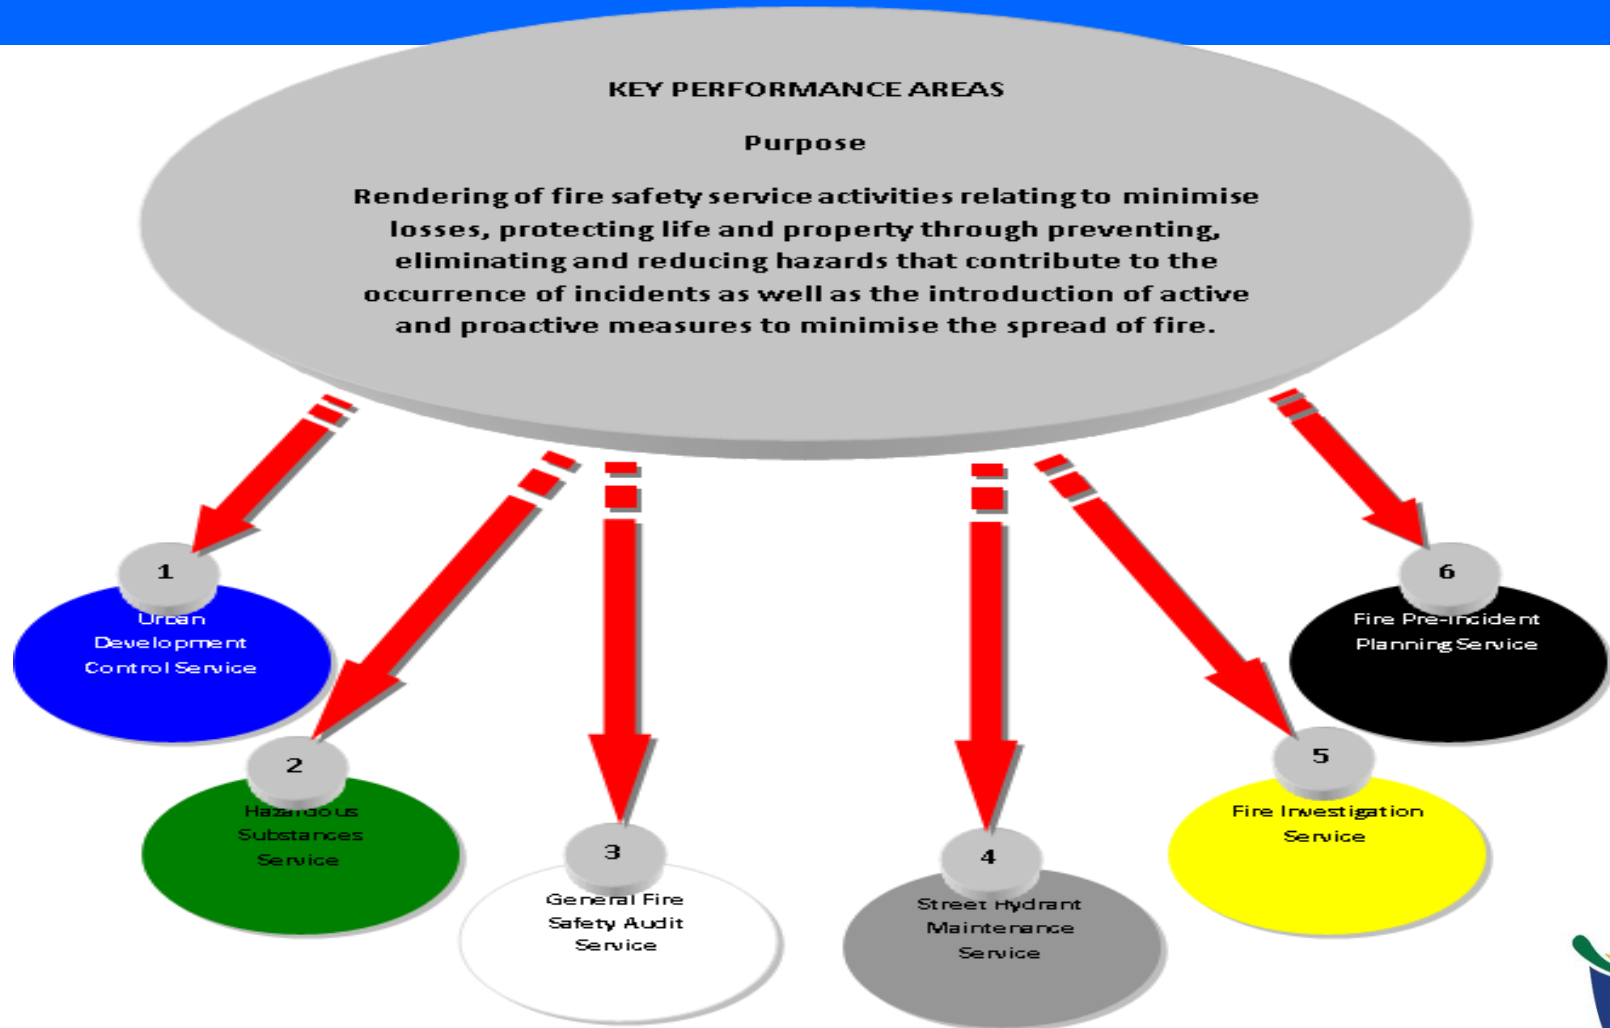 KEY PERFORMANCE AREAS
Purpose
Rendering of fire safety service activities relating to minimise
losses, protecting life and property through preventing,
eliminating and reducing hazards that contribute to the
occurrence of incidents as well as the introduction of active
and proactive measures to minimise the spread of fire.
1
Urban
Development
Control Service
2
Hazardous
Substances
Service
3
General Fire
Safety Audit
Service
4
Street Hydrant
Maintenance
Service
5
Fire Investigation
Service
6
Fire Pre-Incident
Planning Service